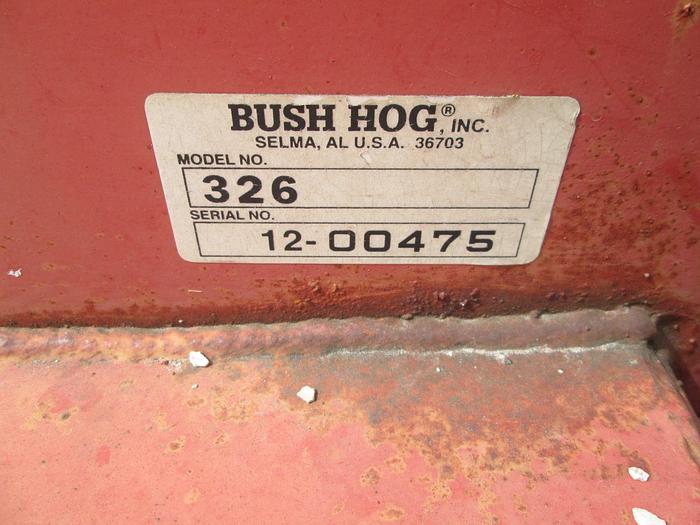 BUSH HOG®, INC.
SELMA, AL U.S.A. 36703
MODEL NO.
326
SERIAL NO.
12-00475